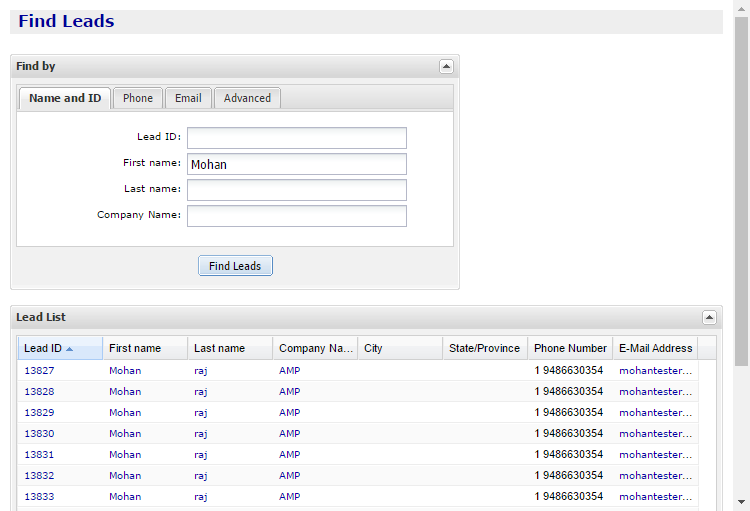 Find Leads
Find by
Name and ID Phone Email Advanced
Lead ID:
First name: Mohan
Last name:
Company Name:
Find Leads
Lead List
Lead ID First name Last name Company Na... City State/Province Phone Number E-Mail Address
13827 Mohan raj AMP 1 9486630354 mohantester...
13828 Mohan raj AMP 1 9486630354 mohantester...
13829 Mohan raj AMP 1 9486630354 mohantester...
13830 Mohan raj AMP 1 9486630354 mohantester...
13831 Mohan raj AMP 1 9486630354 mohantester...
13832 Mohan raj AMP 1 9486630354 mohantester...
13833 Mohan raj AMP 1 9486630354 mohantester...